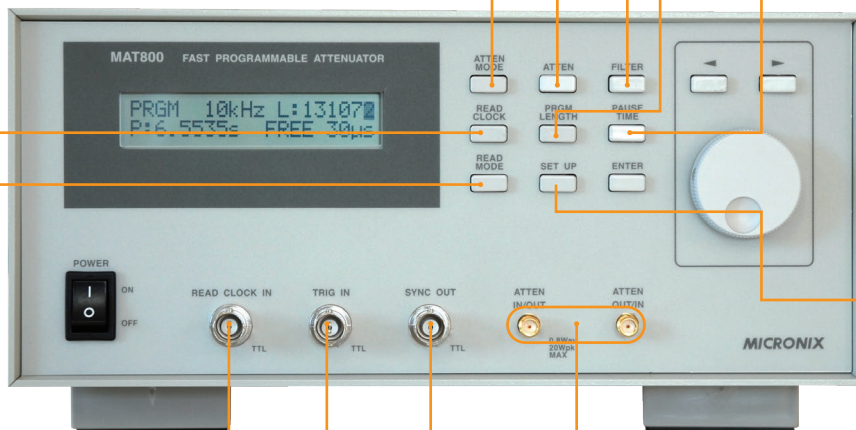 MAT800 FAST PROGRAMMABLE ATTENUATOR
PRGM 10kHz L:131072
P:6.5535s FREE 30µs
ATTEN MODE
ATTEN
FILTER
READ CLOCK
PRGM LENGTH
PAUSE TIME
READ MODE
SET UP
ENTER
POWER
ON
OFF
READ CLOCK IN
TTL
TRIG IN
TTL
SYNC OUT
TTL
ATTEN IN/OUT
ATTEN OUT/IN
20Wpk
MAX
MICRONIX